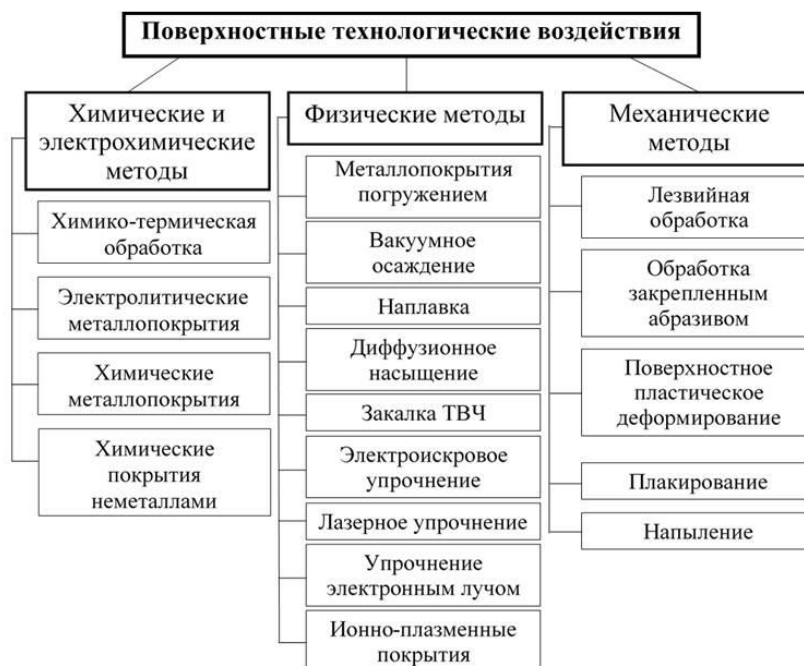 Поверхностные технологические воздействия
Химические и
электрохимические
методы
Химико-термическая
обработка
Электролитические
металлопокрытия
Химические
металлопокрытия
Химические
покрытия
неметаллами
Физические методы
Металлопокрытия
погружением
Вакуумное
осаждение
Наплавка
Диффузионное
насыщение
Закалка ТВЧ
Электроискровое
упрочнение
Лазерное упрочнение
Упрочнение
электронным лучом
Ионно-плазменные
покрытия
Механические
методы
Лезвийная
обработка
Обработка
закрепленным
абразивом
Поверхностное
пластическое
деформирование
Плакирование
Напыление